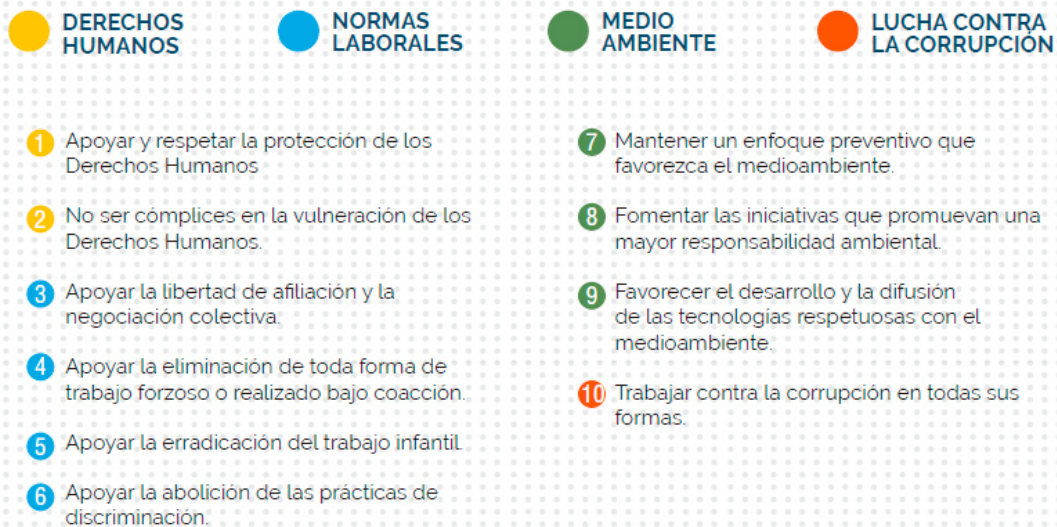 DERECHOS
HUMANOS
NORMAS
LABORALES
MEDIO
AMBIENTE
LUCHA CONTRA
LA CORRUPCIÓN
1 Apoyar y respetar la protección de los
Derechos Humanos
2 No ser cómplices en la vulneración de los
Derechos Humanos.
3 Apoyar la libertad de afiliación y la
negociación colectiva.
4 Apoyar la eliminación de toda forma de
trabajo forzoso o realizado bajo coacción.
5 Apoyar la erradicación del trabajo infantil.
6 Apoyar la abolición de las prácticas de
discriminación.
7 Mantener un enfoque preventivo que
favorezca el medioambiente.
8 Fomentar las iniciativas que promuevan una
mayor responsabilidad ambiental.
9 Favorecer el desarrollo y la difusión
de las tecnologías respetuosas con el
medioambiente.
10 Trabajar contra la corrupción en todas sus
formas.